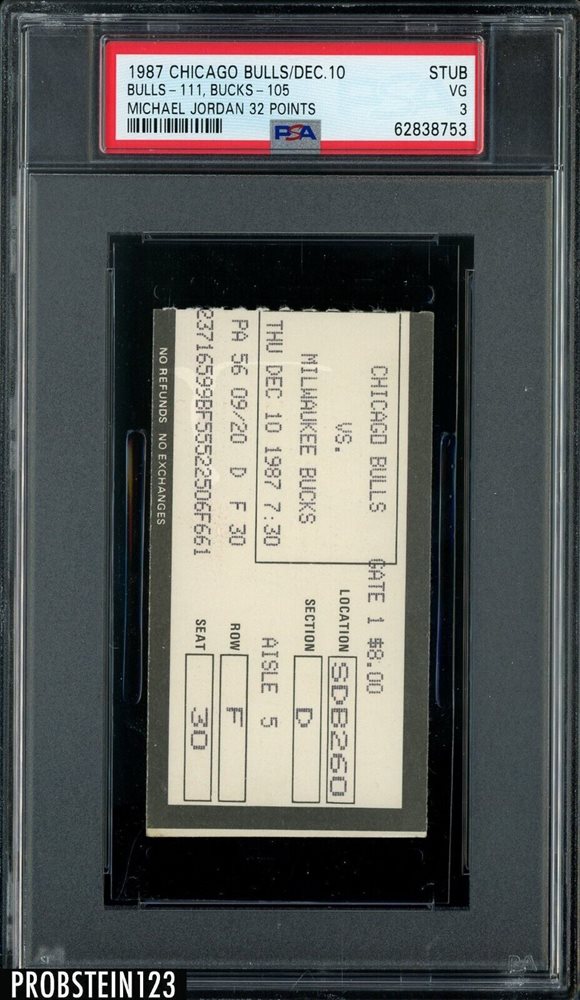 1987 CHICAGO BULLS/DEC.10 STUB
BULLS - 111, BUCKS - 105 VG
MICHAEL JORDAN 32 POINTS 3
PSA 62838753
CHICAGO BULLS GATE 1 $8.00
VS.
MILWAUKEE BUCKS
THU DEC 10 1987 7:30
PA 56 09/20 D F 30
2371659 9BF55522506F661
NO REFUNDS NO EXCHANGES
LOCATION SDB260
SECTION D
AISLE 5
ROW F
SEAT 30
PROBSTEIN123